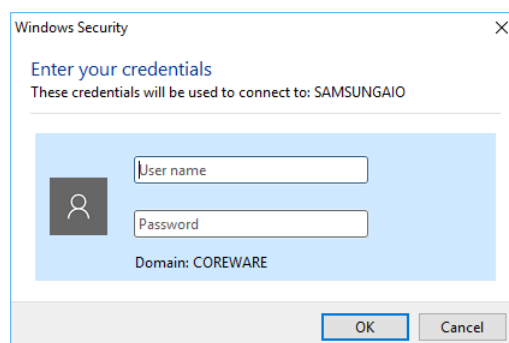 Windows Security
Enter your credentials
These credentials will be used to connect to: SAMSUNGAIO
User name
Password
Domain: COREWARE
OK
Cancel